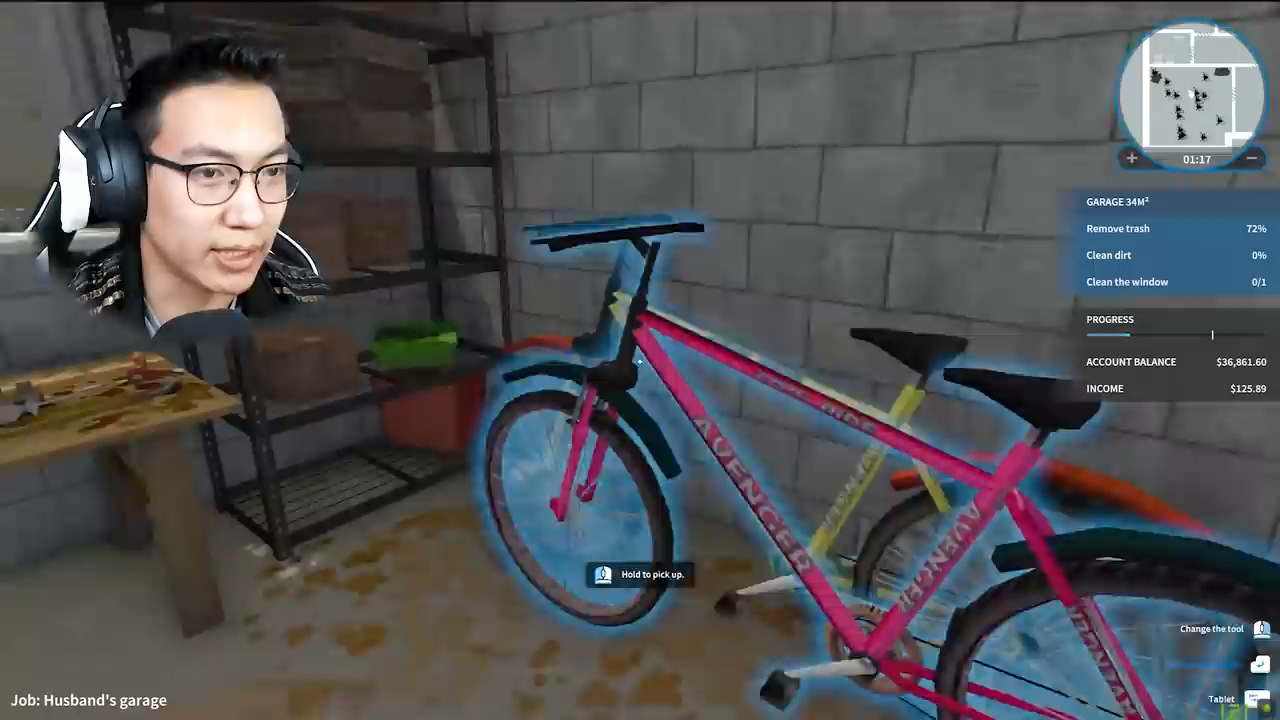 01:17
GARAGE 34M²
Remove trash 72%
Clean dirt 0%
Clean the window 0/1
PROGRESS
ACCOUNT BALANCE $36,861.60
INCOME $125.89
AVENGER
RIDE
AVENGER
Hold to pick up.
Change the tool
Tablet
Job: Husband's garage